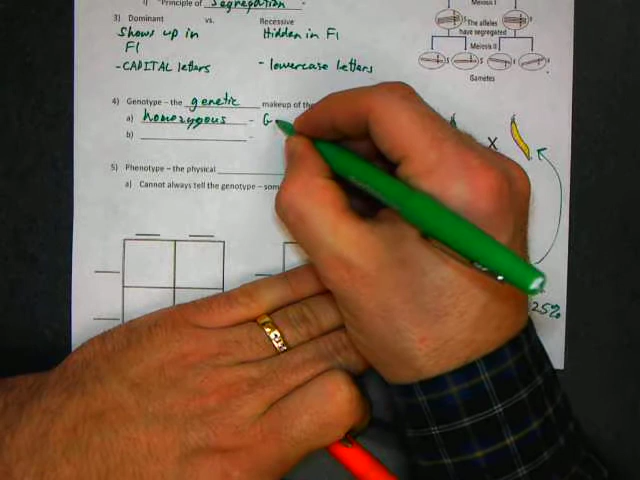 "Principle of Segregation
3) Dominant vs. Recessive
Shows up in F1
Hidden in F1
-CAPITAL letters
- lowercase letters
Meiosis I
The alleles have segregated
Meiosis II
Gametes
S S s s
4) Genotype – the genetic makeup of the
a) homozygous - G
b)
X
5) Phenotype – the physical
a) Cannot always tell the genotype – som
25%